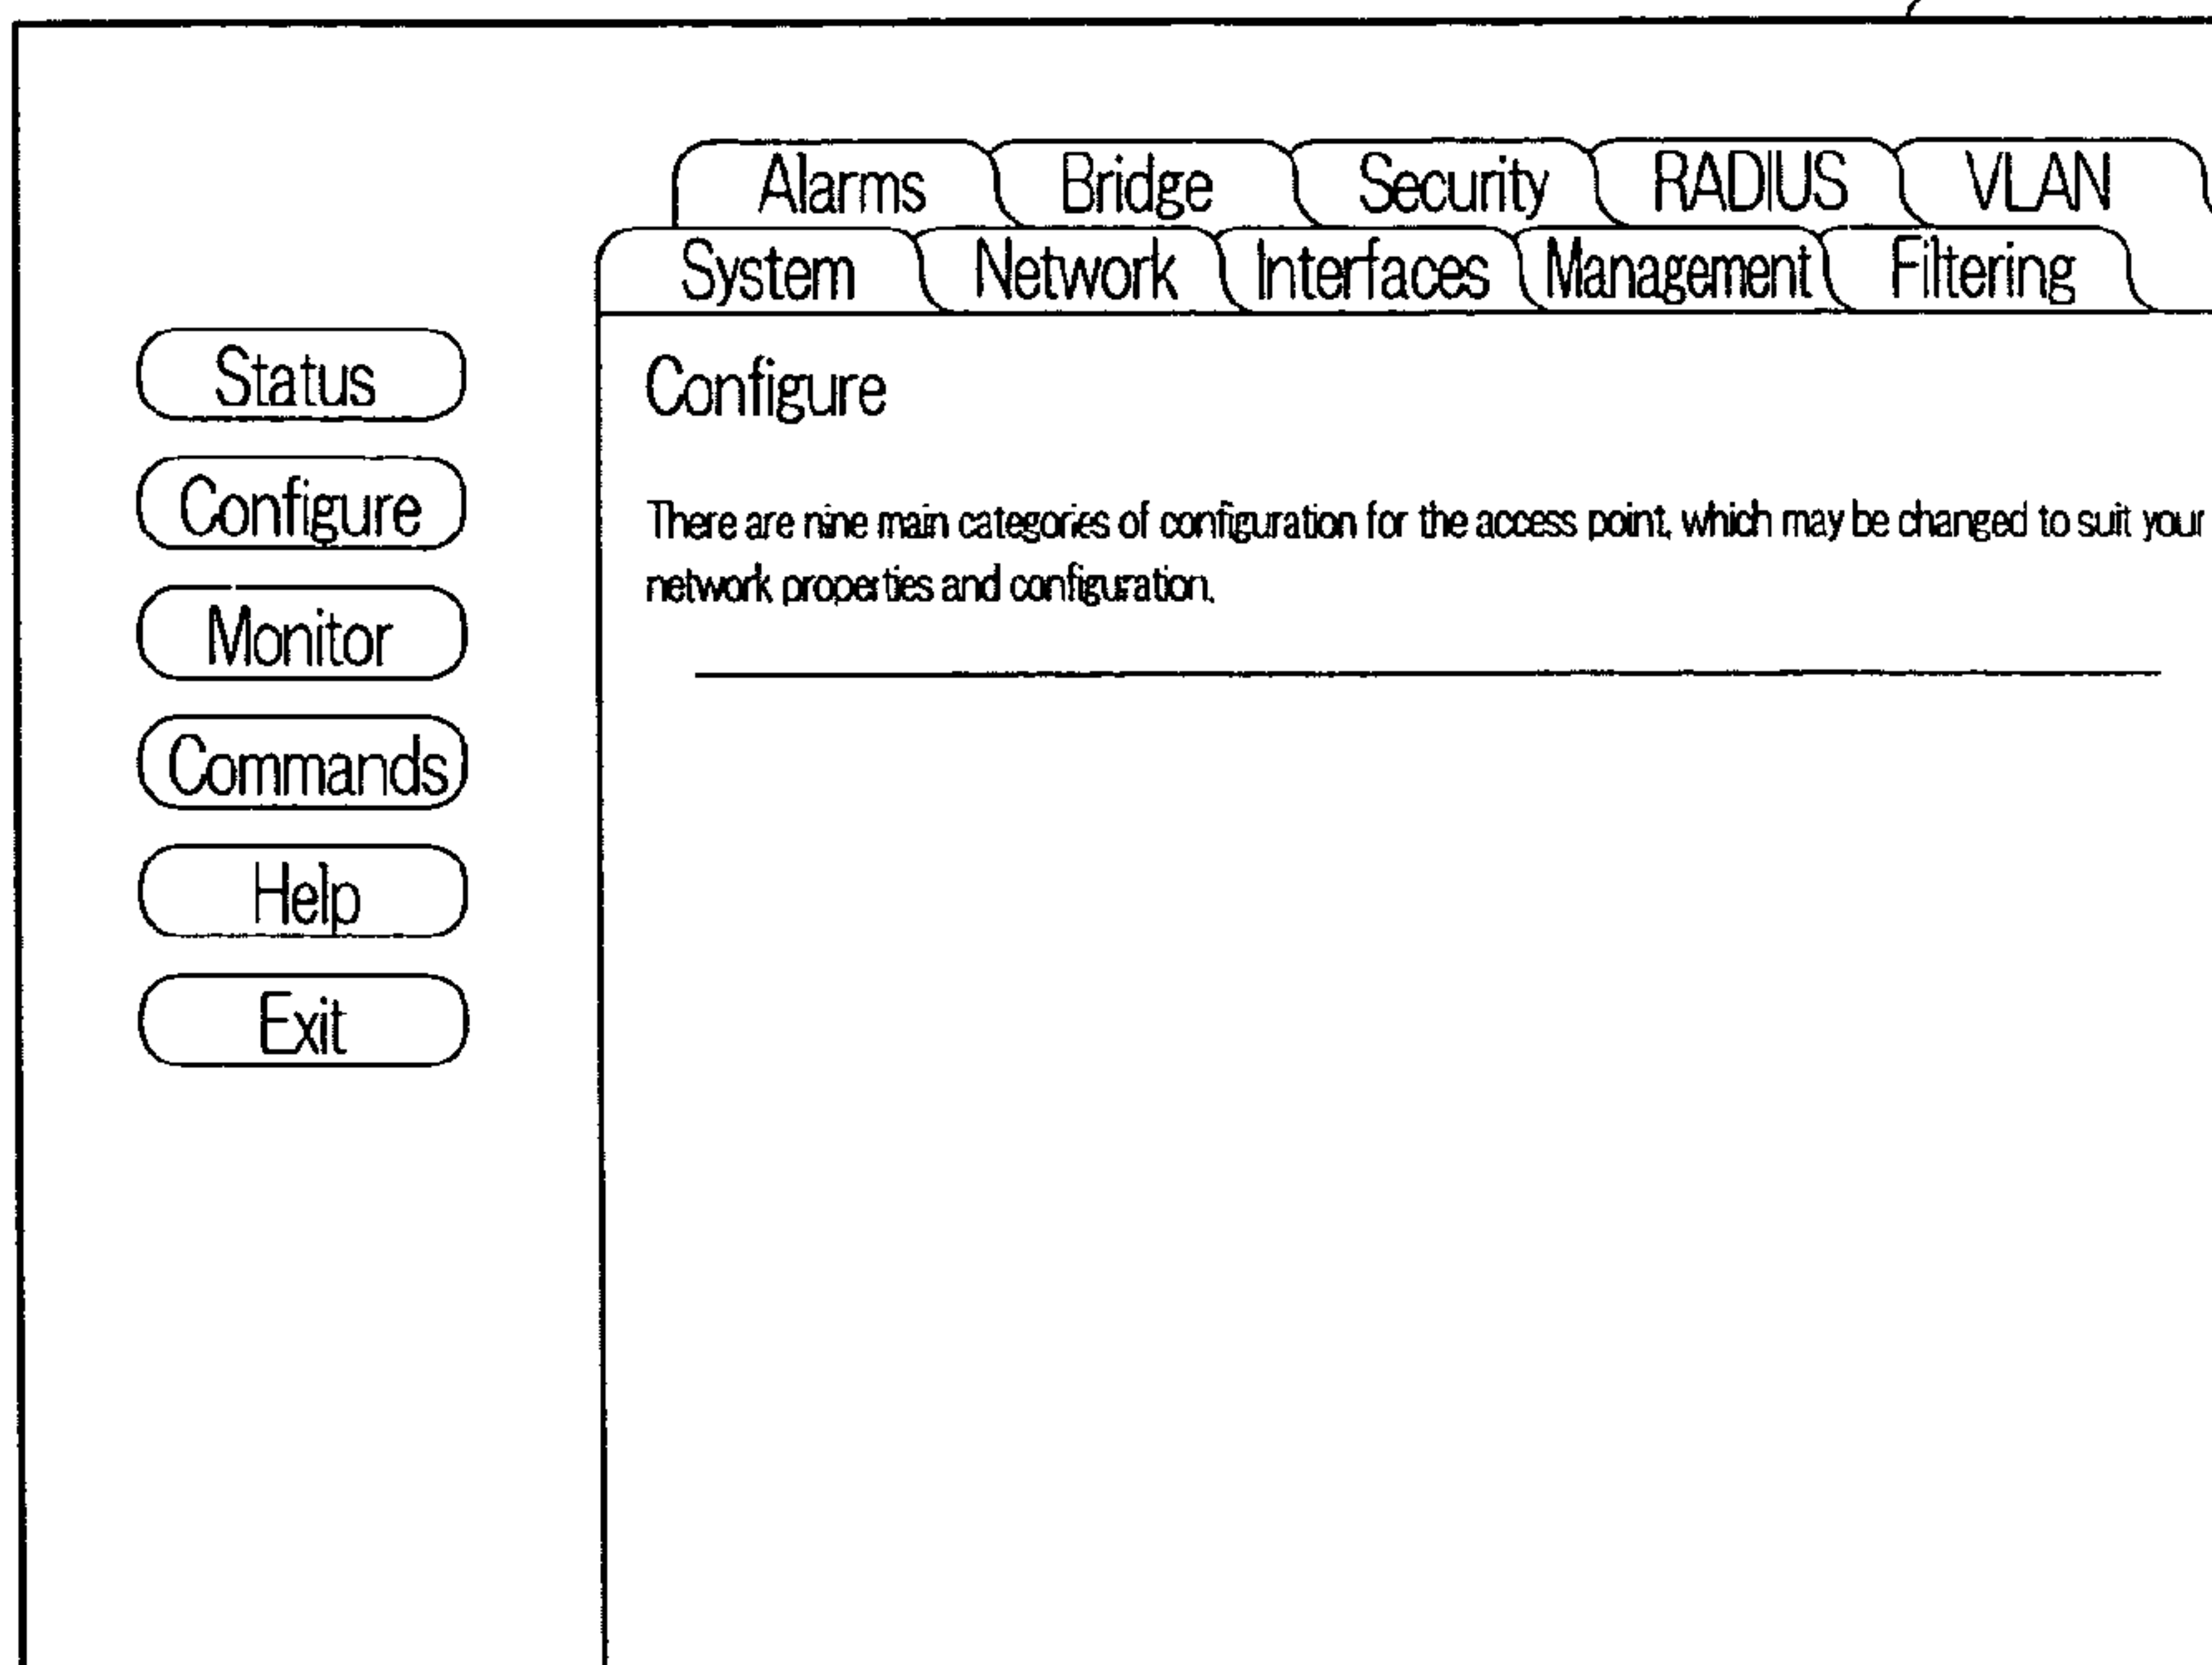 Alarms Bridge Security RADIUS VLAN
System Network Interfaces Management Filtering
Status
Configure
Monitor
Commands
Help
Exit
Configure
There are nine main categories of configuration for the access point, which may be changed to suit your
network properties and configuration.